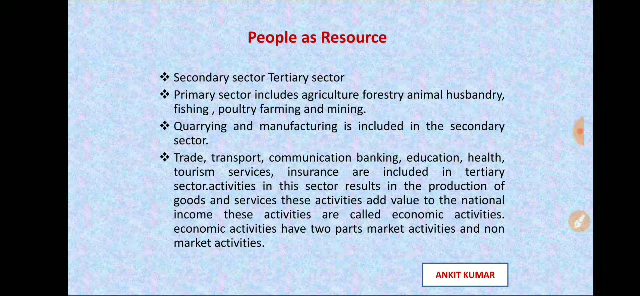 People as Resource
❖ Secondary sector Tertiary sector
❖ Primary sector includes agriculture forestry animal husbandry,
fishing , poultry farming and mining.
❖ Quarrying and manufacturing is included in the secondary
sector.
❖ Trade, transport, communication banking, education, health,
tourism services, insurance are included in tertiary
sector.activities in this sector results in the production of
goods and services these activities add value to the national
income these activities are called economic activities.
economic activities have two parts market activities and non
market activities.
ANKIT KUMAR